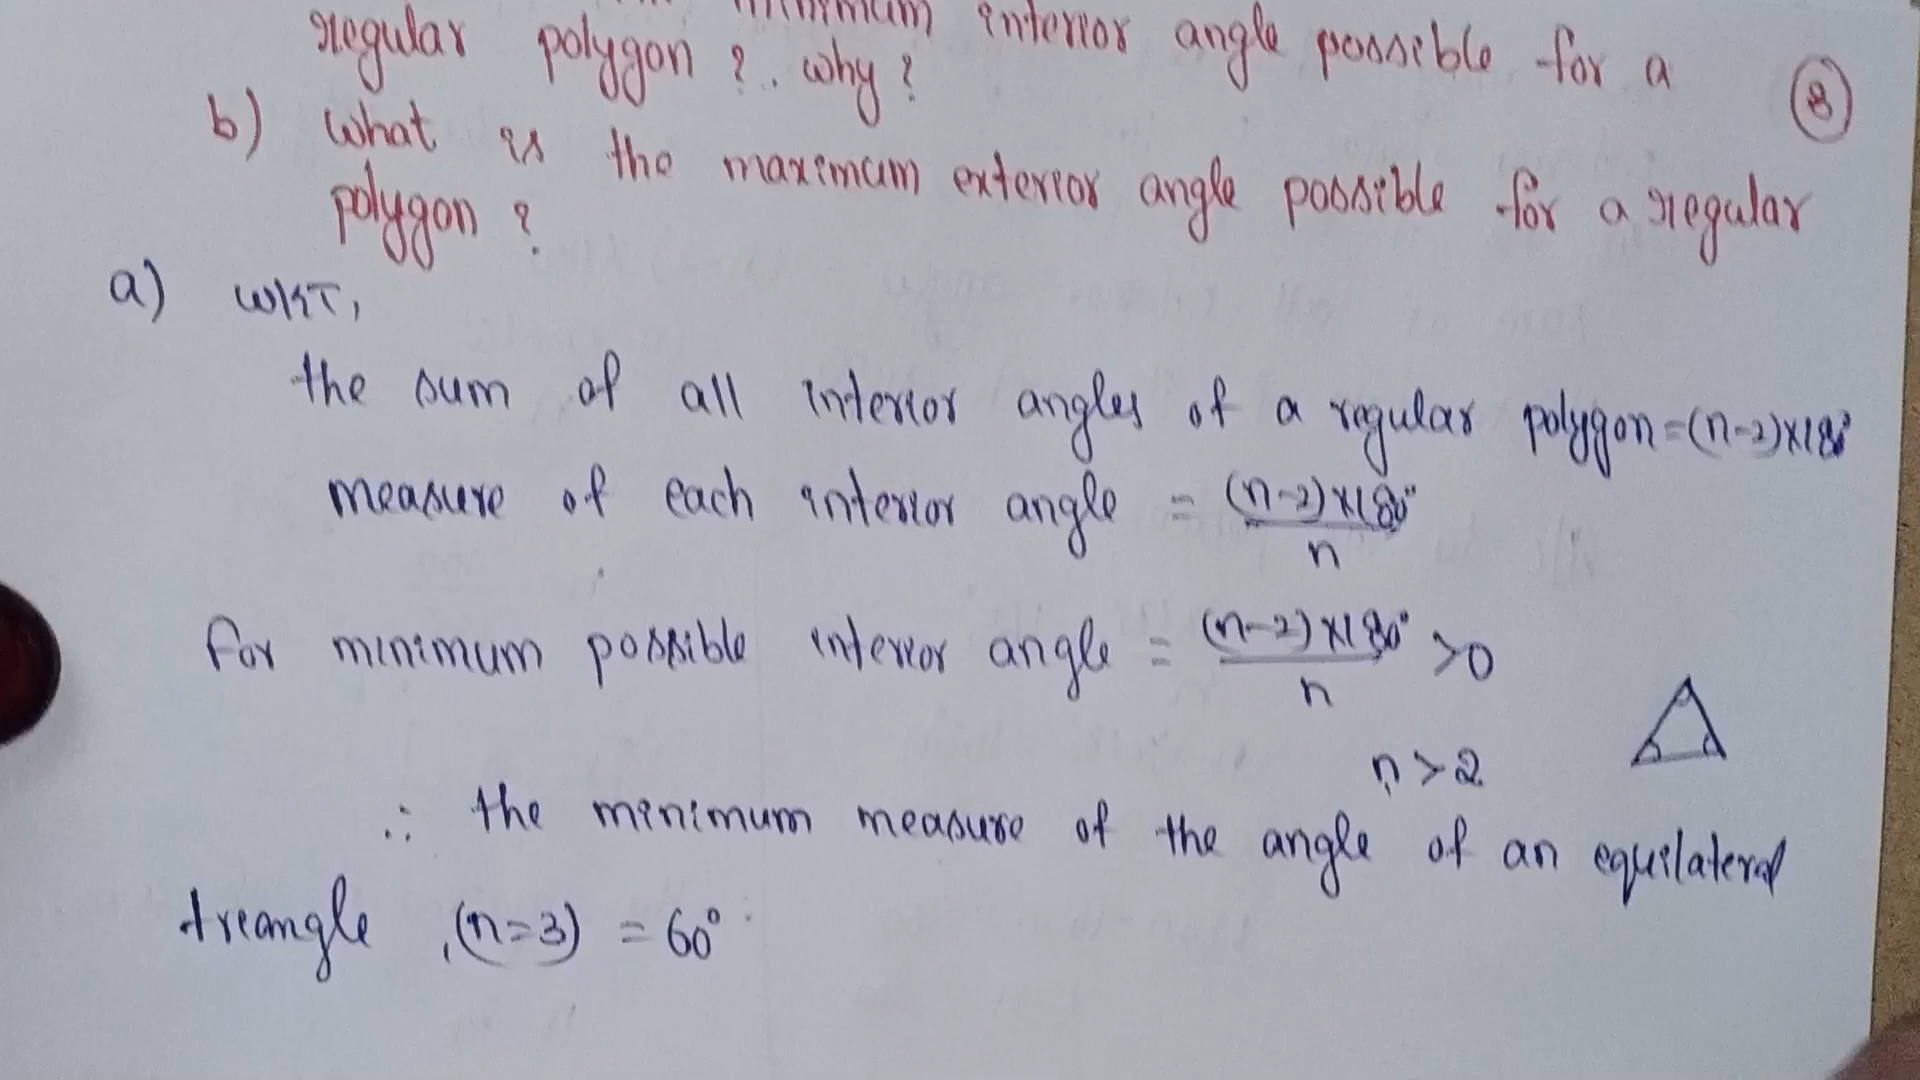 minimum interior angle possible for a
regular polygon ?. why ?
8
b) What is the maximum exterior angle possible for a regular
polygon ?
a) WKT,
the sum of all interior angles of a regular polygon=(n-2)×180°
measure of each interior angle = (n-2)×180°
n
for minimum possible interior angle = (n-2)×180° >0
n
n>2
∴ the minimum measure of the angle of an equilateral
triangle, (n=3) = 60°